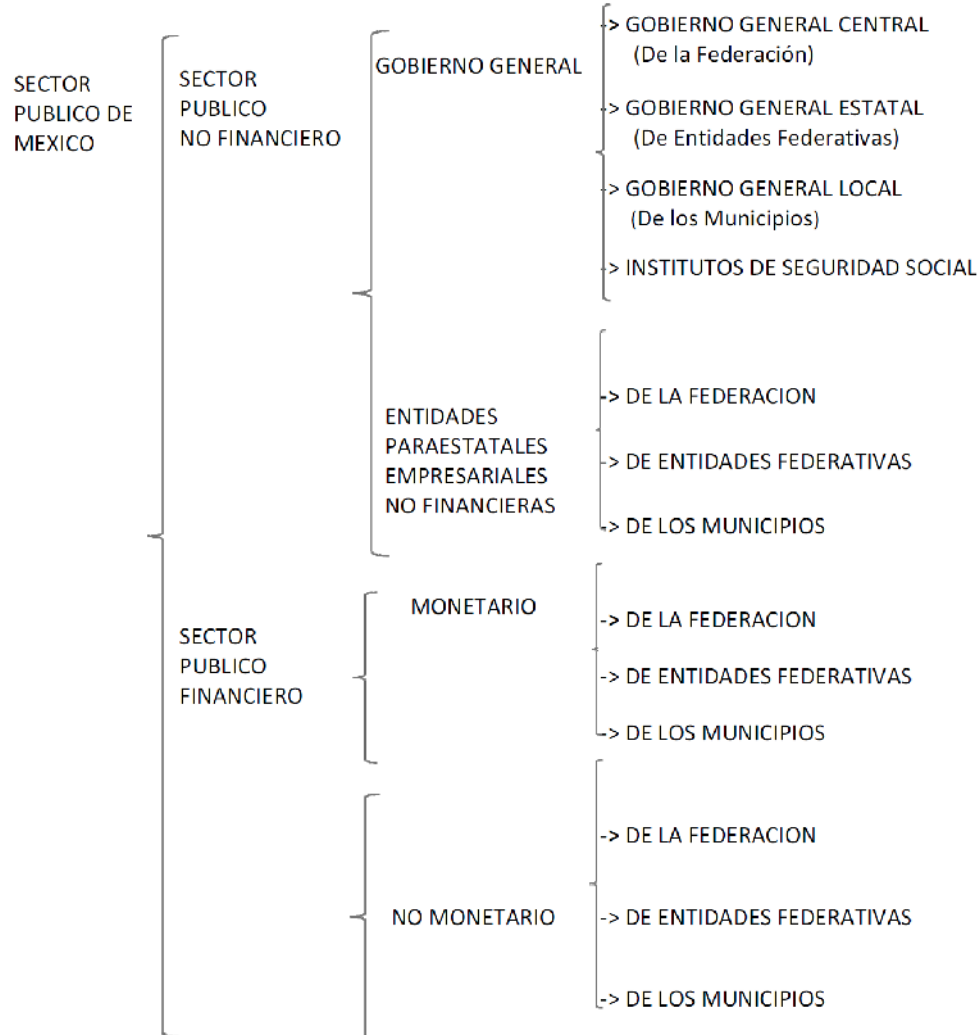 SECTOR
PUBLICO DE
MEXICO
SECTOR
PUBLICO
NO FINANCIERO
GOBIERNO GENERAL
-> GOBIERNO GENERAL CENTRAL
(De la Federación)
-> GOBIERNO GENERAL ESTATAL
(De Entidades Federativas)
-> GOBIERNO GENERAL LOCAL
(De los Municipios)
-> INSTITUTOS DE SEGURIDAD SOCIAL
ENTIDADES
PARAESTATALES
EMPRESARIALES
NO FINANCIERAS
-> DE LA FEDERACION
-> DE ENTIDADES FEDERATIVAS
-> DE LOS MUNICIPIOS
SECTOR
PUBLICO
FINANCIERO
MONETARIO
-> DE LA FEDERACION
-> DE ENTIDADES FEDERATIVAS
-> DE LOS MUNICIPIOS
NO MONETARIO
-> DE LA FEDERACION
-> DE ENTIDADES FEDERATIVAS
-> DE LOS MUNICIPIOS